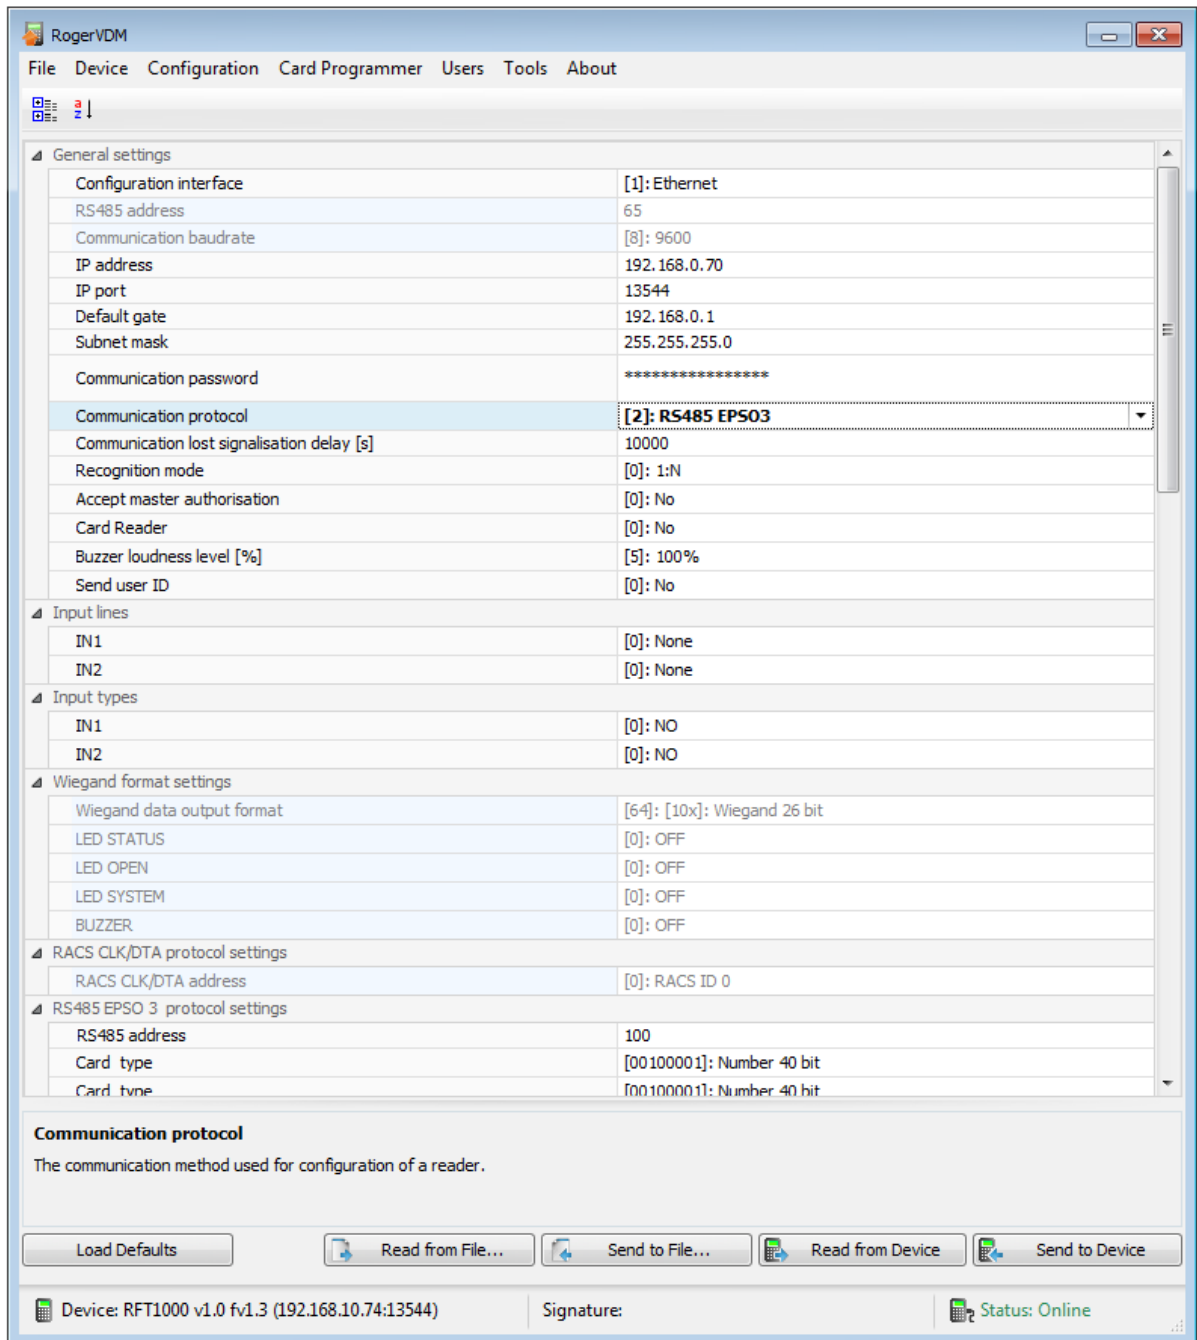 RogerVDM
File Device Configuration Card Programmer Users Tools About
General settings
Configuration interface [1]: Ethernet
RS485 address 65
Communication baudrate [8]: 9600
IP address 192.168.0.70
IP port 13544
Default gate 192.168.0.1
Subnet mask 255.255.255.0
Communication password ****************
Communication protocol [2]: RS485 EPSO3
Communication lost signalisation delay [s] 10000
Recognition mode [0]: 1:N
Accept master authorisation [0]: No
Card Reader [0]: No
Buzzer loudness level [%] [5]: 100%
Send user ID [0]: No
Input lines
IN1 [0]: None
IN2 [0]: None
Input types
IN1 [0]: NO
IN2 [0]: NO
Wiegand format settings
Wiegand data output format [64]: [10x]: Wiegand 26 bit
LED STATUS [0]: OFF
LED OPEN [0]: OFF
LED SYSTEM [0]: OFF
BUZZER [0]: OFF
RACS CLK/DTA protocol settings
RACS CLK/DTA address [0]: RACS ID 0
RS485 EPSO 3 protocol settings
RS485 address 100
Card type [00100001]: Number 40 bit
Card type [00100001]: Number 40 bit
Communication protocol
The communication method used for configuration of a reader.
Load Defaults Read from File... Send to File... Read from Device Send to Device
Device: RFT1000 v1.0 fv1.3 (192.168.10.74:13544) Signature: Status: Online